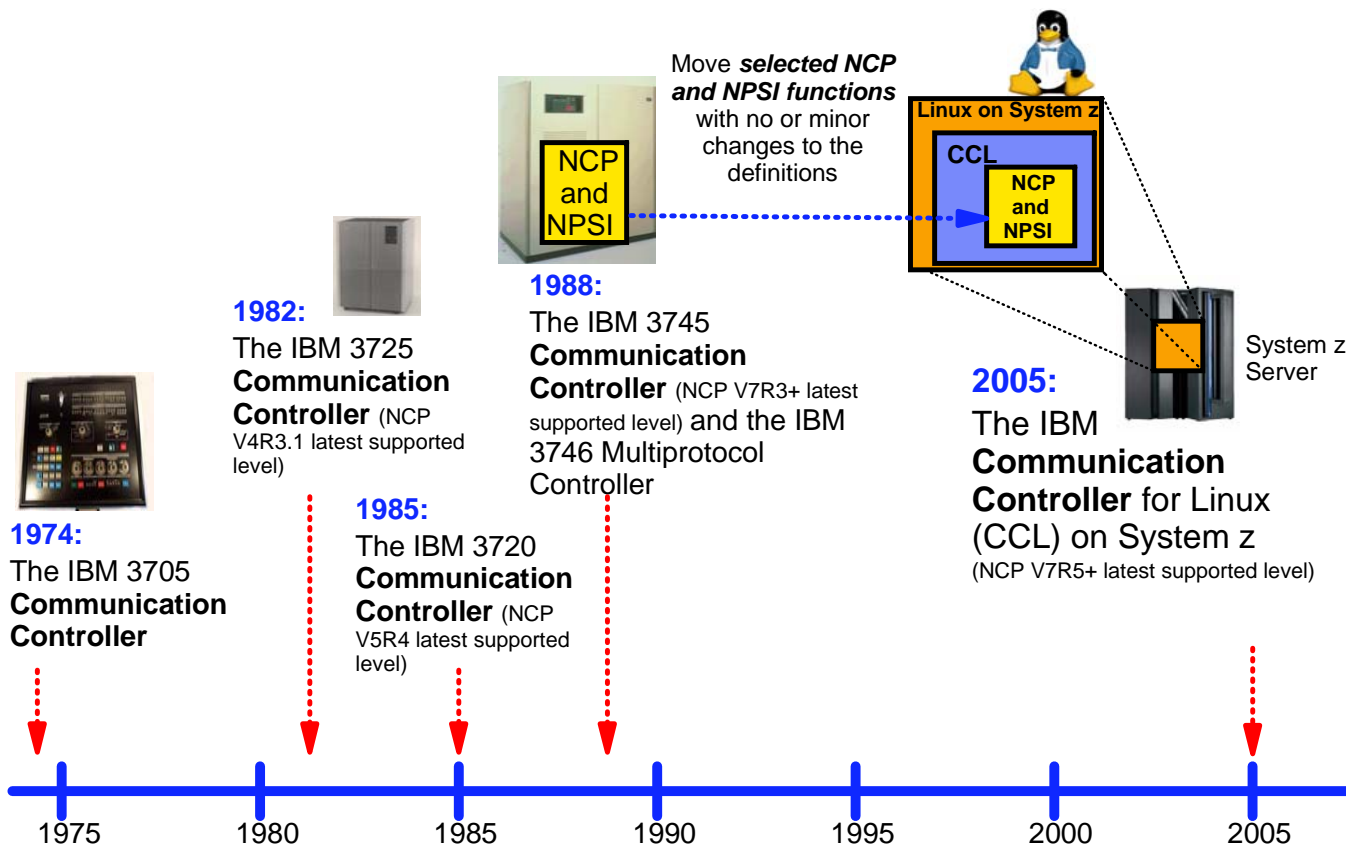 Move selected NCP
and NPSI functions
with no or minor
changes to the
definitions
Linux on System z
CCL
NCP
and
NPSI
NCP
and
NPSI
System z
Server
1974:
The IBM 3705
Communication
Controller
1982:
The IBM 3725
Communication
Controller (NCP
V4R3.1 latest supported
level)
1985:
The IBM 3720
Communication
Controller (NCP
V5R4 latest supported
level)
1988:
The IBM 3745
Communication
Controller (NCP V7R3+ latest
supported level) and the IBM
3746 Multiprotocol
Controller
2005:
The IBM
Communication
Controller for Linux
(CCL) on System z
(NCP V7R5+ latest supported level)
1975
1980
1985
1990
1995
2000
2005